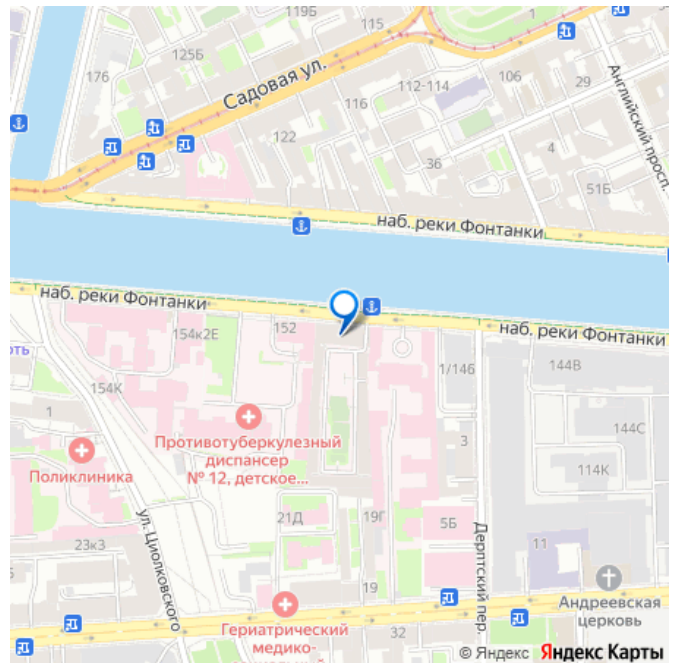 119Б
115
1
125Б
176
Садовая ул.
112-114
106
29
116
Английский просп.
122
36
4
51Б
наб. реки Фонтанки
наб. реки Фонтанки
наб. реки Фонтанки
154к2Е
152
1/146
144В
154К
1
144С
3
114К
Противотуберкулезный
диспансер
№ 12, детское...
Поликлиника
ул. Циолковского
21Д
19Г
5Б
Дерптский пер.
23к3
11
19
Андреевская
церковь
Гериатрический
медико-
32
© Яндекс Яндекс Карты